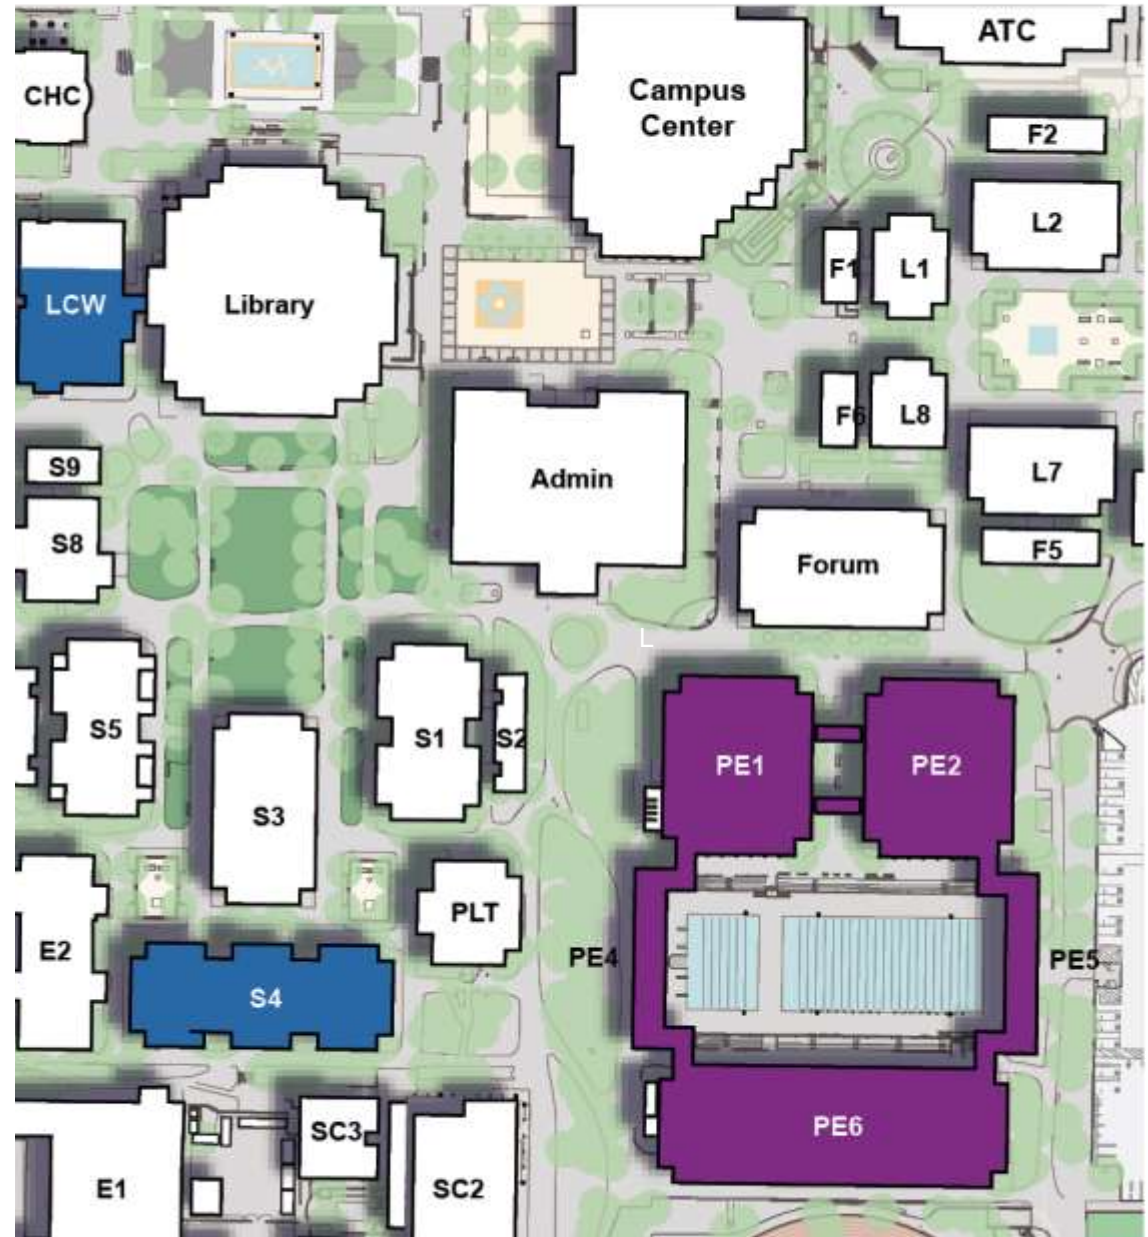 ATC
CHC
Campus
Center
F2
L2
F1
L1
LCW
Library
F6
L8
S9
Admin
L7
S8
F5
Forum
S5
S1
S2
PE1
PE2
S3
PLT
E2
PE4
PE5
S4
SC3
PE6
E1
SC2